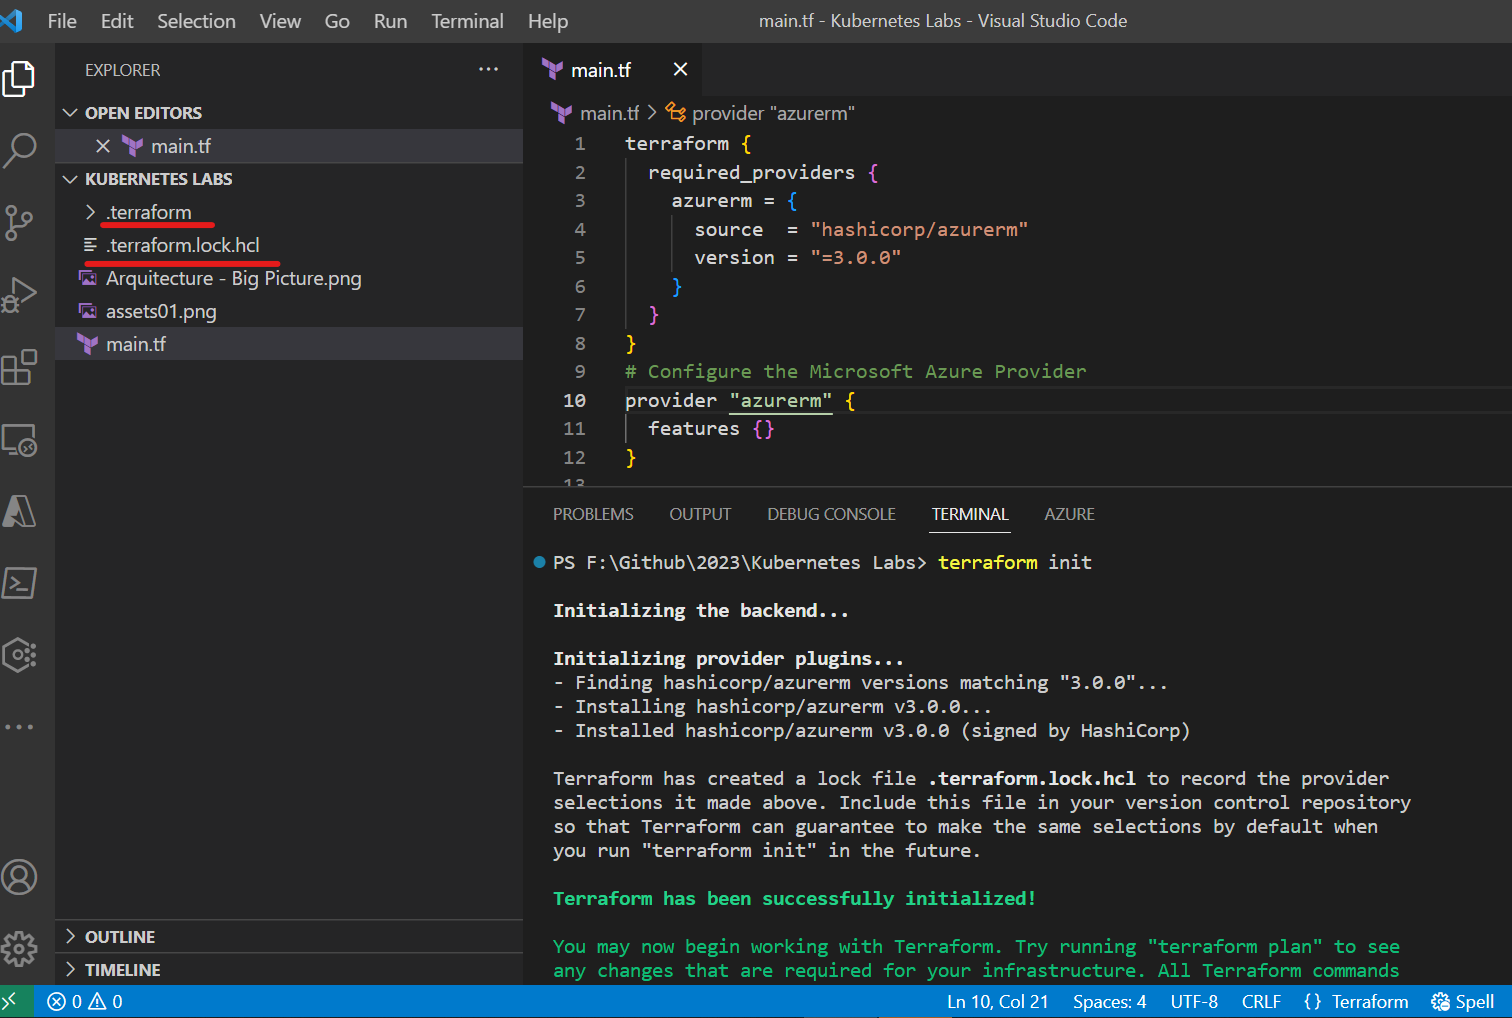 File Edit Selection View Go Run Terminal Help
main.tf - Kubernetes Labs - Visual Studio Code
EXPLORER
OPEN EDITORS
main.tf
KUBERNETES LABS
.terraform
.terraform.lock.hcl
Arquitecture - Big Picture.png
assets01.png
main.tf
OUTLINE
TIMELINE
main.tf
main.tf > provider "azurerm"
1 terraform {
2 required_providers {
3 azurerm = {
4 source  = "hashicorp/azurerm"
5 version = "=3.0.0"
6 }
7 }
8 }
9 # Configure the Microsoft Azure Provider
10 provider "azurerm" {
11 features {}
12 }
13
PROBLEMS OUTPUT DEBUG CONSOLE TERMINAL AZURE
PS F:\Github\2023\Kubernetes Labs> terraform init
Initializing the backend...
Initializing provider plugins...
- Finding hashicorp/azurerm versions matching "3.0.0"...
- Installing hashicorp/azurerm v3.0.0...
- Installed hashicorp/azurerm v3.0.0 (signed by HashiCorp)
Terraform has created a lock file .terraform.lock.hcl to record the provider
selections it made above. Include this file in your version control repository
so that Terraform can guarantee to make the same selections by default when
you run "terraform init" in the future.
Terraform has been successfully initialized!
You may now begin working with Terraform. Try running "terraform plan" to see
any changes that are required for your infrastructure. All Terraform commands
0 0
Ln 10, Col 21 Spaces: 4 UTF-8 CRLF {} Terraform Spell